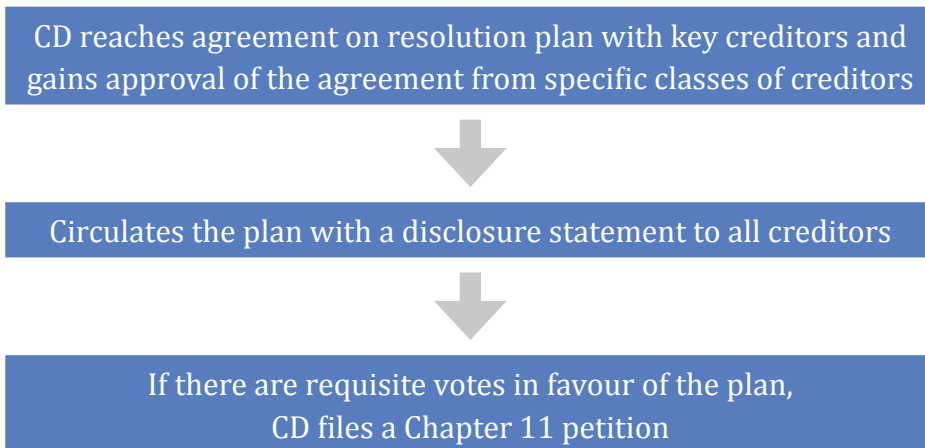 CD reaches agreement on resolution plan with key creditors and
gains approval of the agreement from specific classes of creditors
Circulates the plan with a disclosure statement to all creditors
If there are requisite votes in favour of the plan,
CD files a Chapter 11 petition